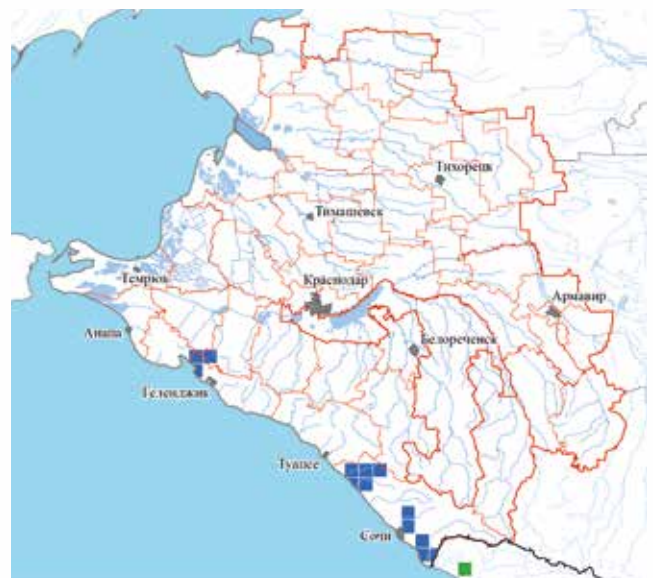 Тихорецк
Тимашевск
Темрюк
Краснодар
Армавир
Анапа
Белореченск
Геленджик
Туапсе
Сочи